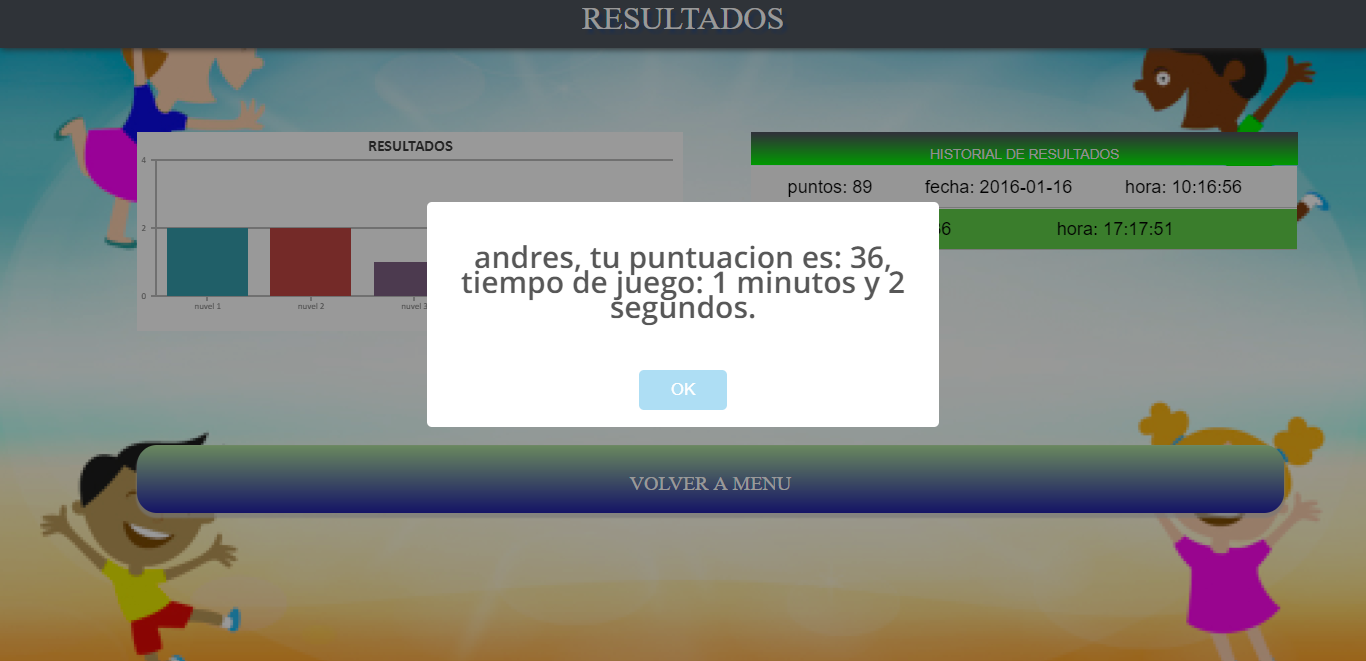 RESULTADOS
RESULTADOS
4
2
0
nuvel 1
nuvel 2
nuvel 3
HISTORIAL DE RESULTADOS
puntos: 89 fecha: 2016-01-16 hora: 10:16:56
hora: 17:17:51
andres, tu puntuacion es: 36,
tiempo de juego: 1 minutos y 2
segundos.
OK
VOLVER A MENU